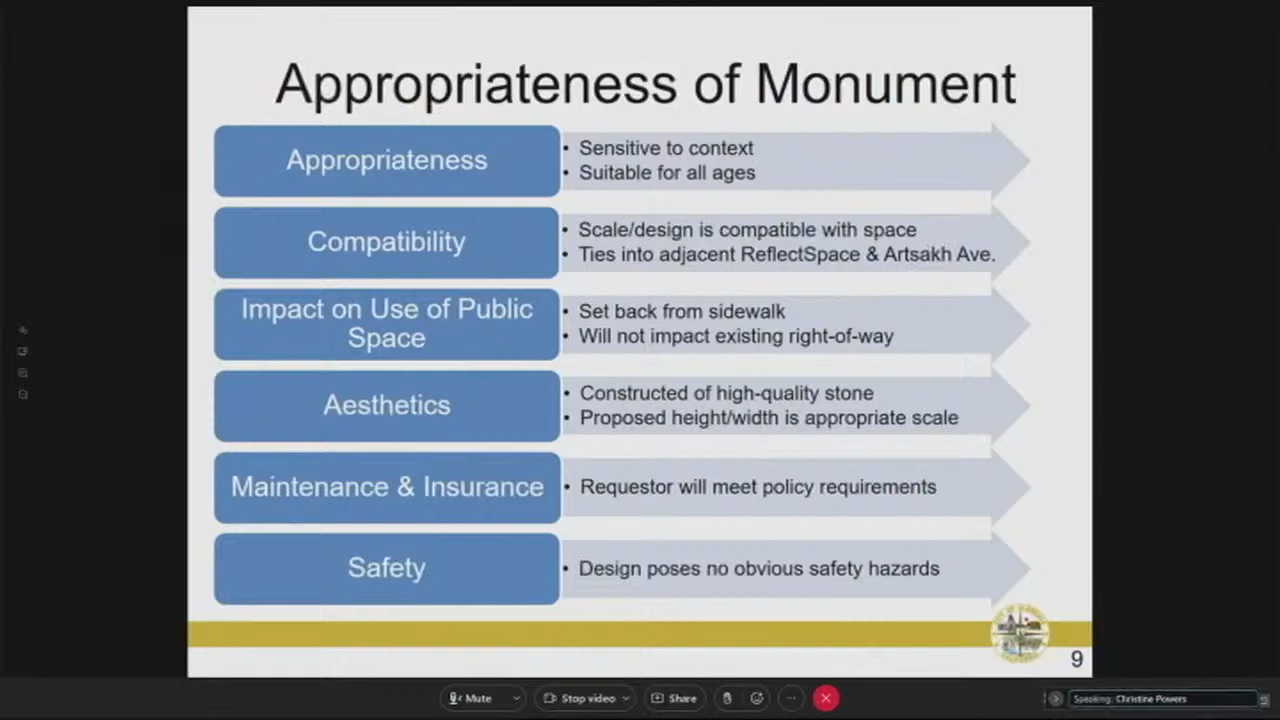 Appropriateness of Monument
Appropriateness
• Sensitive to context
• Suitable for all ages
Compatibility
• Scale/design is compatible with space
• Ties into adjacent ReflectSpace & Artsakh Ave.
Impact on Use of Public
Space
• Set back from sidewalk
• Will not impact existing right-of-way
Aesthetics
• Constructed of high-quality stone
• Proposed height/width is appropriate scale
Maintenance & Insurance
• Requestor will meet policy requirements
Safety
• Design poses no obvious safety hazards
9
Mute
Stop video
Share
Speaking: Christine Powers